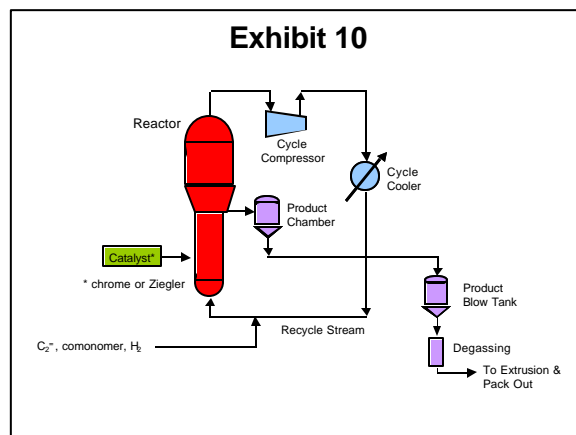 Exhibit 10
Reactor
Cycle
Compressor
Cycle
Cooler
Product
Chamber
Catalyst*
* chrome or Ziegler
Product
Blow Tank
Recycle Stream
C₂⁼, comonomer, H₂
Degassing
To Extrusion &
Pack Out